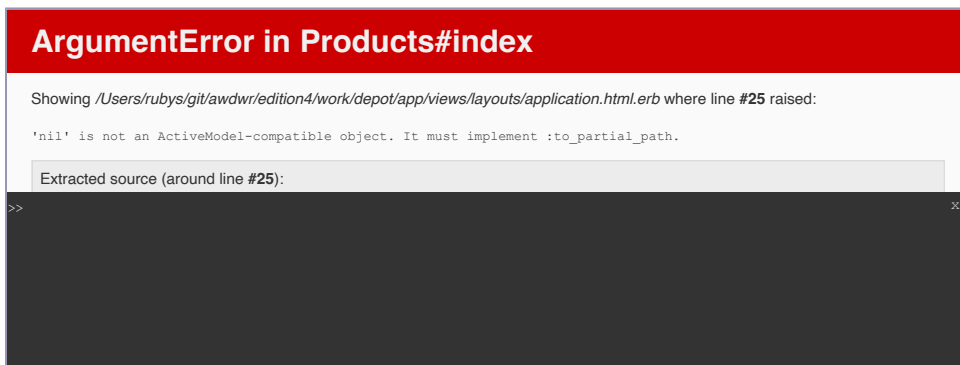 ArgumentError in Products#index
Showing /Users/rubys/git/awdwr/edition4/work/depot/app/views/layouts/application.html.erb where line #25 raised:
'nil' is not an ActiveModel-compatible object. It must implement :to_partial_path.
Extracted source (around line #25):
>> x